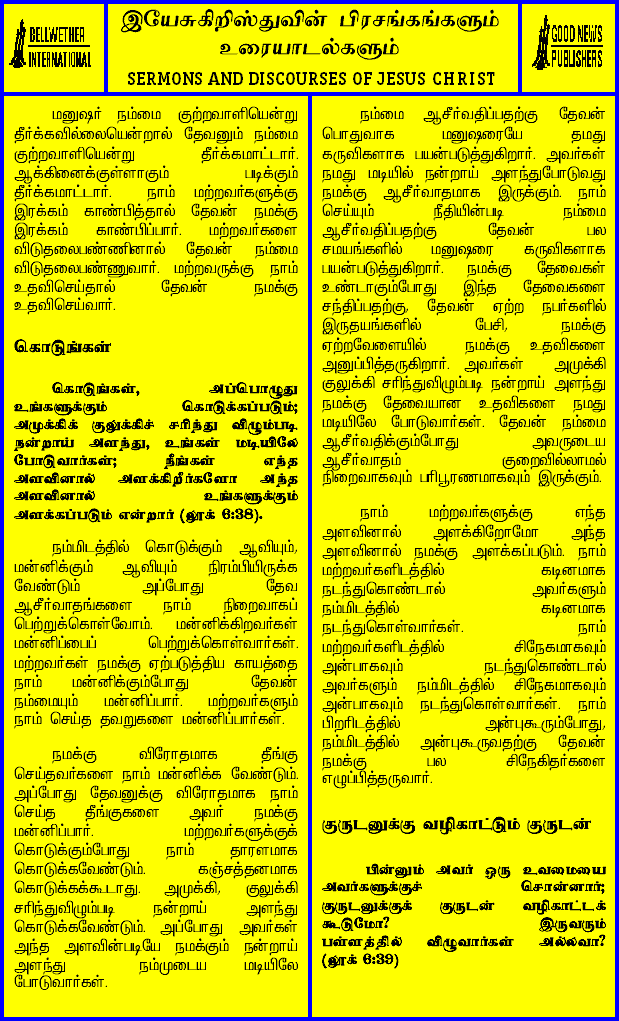 BELLWETHER
INTERNATIONAL
இயேசுகிறிஸ்துவின் பிரசங்கங்களும்
உரையாடல்களும்
SERMONS AND DISCOURSES OF JESUS CHRIST
GOOD NEWS
PUBLISHERS
மனுஷர் நம்மை குற்றவாளியென்று
தீர்க்கவில்லையென்றால் தேவனும் நம்மை
குற்றவாளியென்று தீர்க்கமாட்டார்.
ஆக்கினைக்குள்ளாகும் படிக்கும்
தீர்க்கமாட்டார். நாம் மற்றவர்களுக்கு
இரக்கம் காண்பித்தால் தேவன் நமக்கு
இரக்கம் காண்பிப்பார். மற்றவர்களை
விடுதலைபண்ணினால் தேவன் நம்மை
விடுதலைபண்ணுவார். மற்றவருக்கு நாம்
உதவிசெய்தால் தேவன் நமக்கு
உதவிசெய்வார்.
கொடுங்கள்
கொடுங்கள், அப்பொழுது
உங்களுக்கும் கொடுக்கப்படும்;
அமுக்கிக் குலுக்கிச் சரிந்து விழும்படி
நன்றாய் அளந்து, உங்கள் மடியிலே
போடுவார்கள்; நீங்கள் எந்த
அளவினால் அளக்கிறீர்களோ அந்த
அளவினால் உங்களுக்கும்
அளக்கப்படும் என்றார் (லூக் 6:38).
நம்மிடத்தில் கொடுக்கும் ஆவியும்,
மன்னிக்கும் ஆவியும் நிரம்பியிருக்க
வேண்டும் அப்போது தேவ
ஆசீர்வாதங்களை நாம் நிறைவாகப்
பெற்றுக்கொள்வோம். மன்னிக்கிறவர்கள்
மன்னிப்பைப் பெற்றுக்கொள்வார்கள்.
மற்றவர்கள் நமக்கு ஏற்படுத்திய காயத்தை
நாம் மன்னிக்கும்போது தேவன்
நம்மையும் மன்னிப்பார். மற்றவர்களும்
நாம் செய்த தவறுகளை மன்னிப்பார்கள்.
நமக்கு விரோதமாக தீங்கு
செய்தவர்களை நாம் மன்னிக்க வேண்டும்.
அப்போது தேவனுக்கு விரோதமாக நாம்
செய்த தீங்குகளை அவர் நமக்கு
மன்னிப்பார். மற்றவர்களுக்குக்
கொடுக்கும்போது நாம் தாராளமாக
கொடுக்கவேண்டும். கஞ்சத்தனமாக
கொடுக்கக்கூடாது. அமுக்கி, குலுக்கி
சரிந்துவிழும்படி நன்றாய் அளந்து
கொடுக்கவேண்டும். அப்போது அவர்கள்
அந்த அளவின்படியே நமக்கும் நன்றாய்
அளந்து நம்முடைய மடியிலே
போடுவார்கள்.
நம்மை ஆசீர்வதிப்பதற்கு தேவன்
பொதுவாக மனுஷரையே தமது
கருவிகளாக பயன்படுத்துகிறார். அவர்கள்
நமது மடியில் நன்றாய் அளந்துபோடுவது
நமக்கு ஆசீர்வாதமாக இருக்கும். நாம்
செய்யும் நீதியின்படி நம்மை
ஆசீர்வதிப்பதற்கு தேவன் பல
சமயங்களில் மனுஷரை கருவிகளாக
பயன்படுத்துகிறார். நமக்கு தேவைகள்
உண்டாகும்போது இந்த தேவைகளை
சந்திப்பதற்கு, தேவன் ஏற்ற நபர்களில்
இருதயங்களில் பேசி, நமக்கு
ஏற்றவேளையில் நமக்கு உதவிகளை
அனுப்பித்தருகிறார். அவர்கள் அமுக்கி
குலுக்கி சரிந்துவிழும்படி நன்றாய் அளந்து
நமக்கு தேவையான உதவிகளை நமது
மடியிலே போடுவார்கள். தேவன் நம்மை
ஆசீர்வதிக்கும்போது அவருடைய
ஆசீர்வாதம் குறைவில்லாமல்
நிறைவாகவும் பரிபூரணமாகவும் இருக்கும்.
நாம் மற்றவர்களுக்கு எந்த
அளவினால் அளக்கிறோமோ அந்த
அளவினால் நமக்கு அளக்கப்படும். நாம்
மற்றவர்களிடத்தில் கடினமாக
நடந்துகொண்டால் அவர்களும்
நம்மிடத்தில் கடினமாக
நடந்துகொள்வார்கள். நாம்
மற்றவர்களிடத்தில் சிநேகமாகவும்
அன்பாகவும் நடந்துகொண்டால்
அவர்களும் நம்மிடத்தில் சிநேகமாகவும்
அன்பாகவும் நடந்துகொள்வார்கள். நாம்
பிறரிடத்தில் அன்புகூரும்போது,
நம்மிடத்தில் அன்புகூருவதற்கு தேவன்
நமக்கு பல சிநேகிதர்களை
எழுப்பித்தருவார்.
குருடனுக்கு வழிகாட்டும் குருடன்
பின்னும் அவர் ஒரு உவமையை
அவர்களுக்குச் சொன்னார்;
குருடனுக்குக் குருடன் வழிகாட்டக்
கூடுமோ? இருவரும்
பள்ளத்தில் விழுவார்கள் அல்லவா?
(லூக் 6:39)